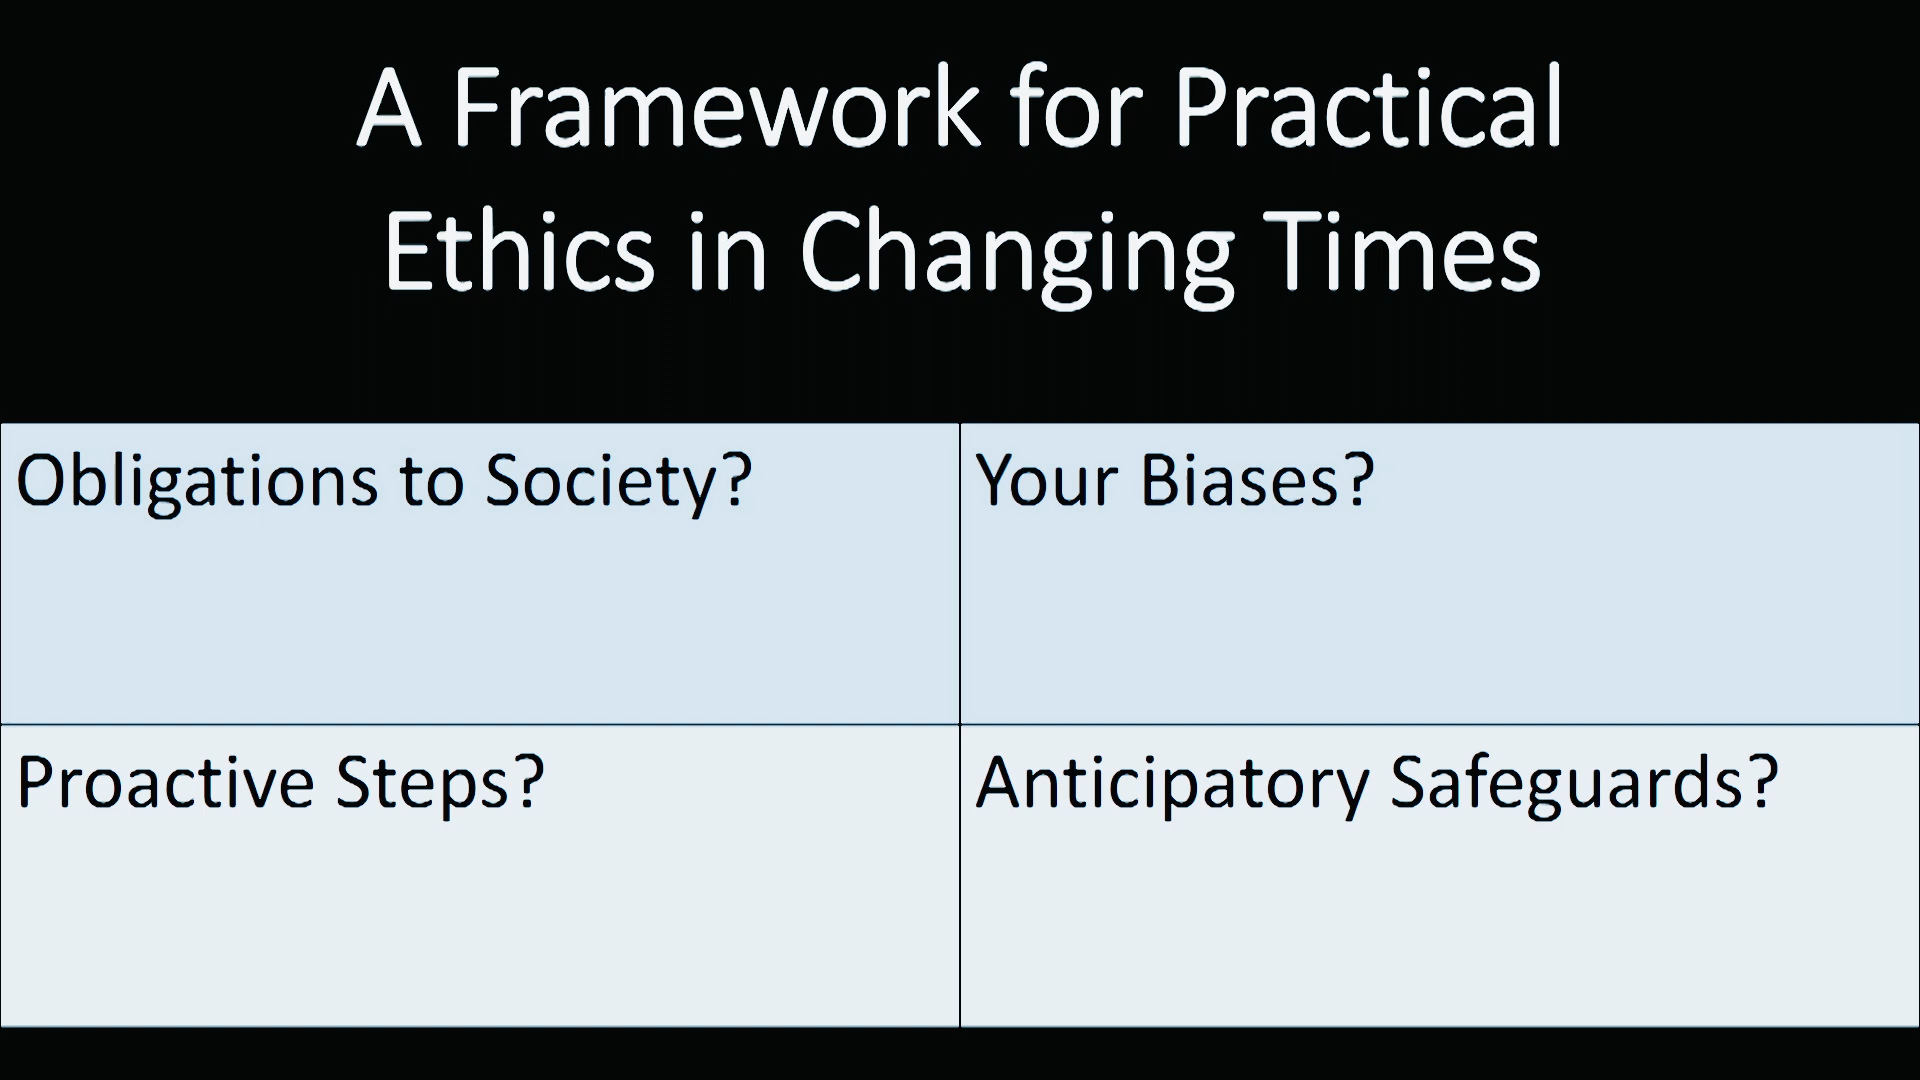 A Framework for Practical
Ethics in Changing Times
Obligations to Society?
Your Biases?
Proactive Steps?
Anticipatory Safeguards?